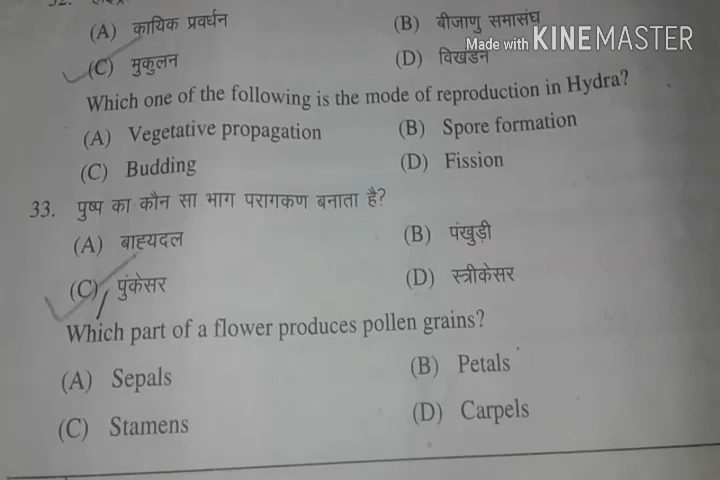 32.
(A) कायिक प्रवर्धन (B) बीजाणु समासंघ
Made with KINEMASTER
(C) मुकुलन (D) विखंडन
Which one of the following is the mode of reproduction in Hydra?
(A) Vegetative propagation (B) Spore formation
(C) Budding (D) Fission
33. पुष्प का कौन सा भाग परागकण बनाता है?
(A) बाह्यदल (B) पंखुड़ी
(C) पुंकेसर (D) स्त्रीकेसर
Which part of a flower produces pollen grains?
(A) Sepals (B) Petals
(C) Stamens (D) Carpels